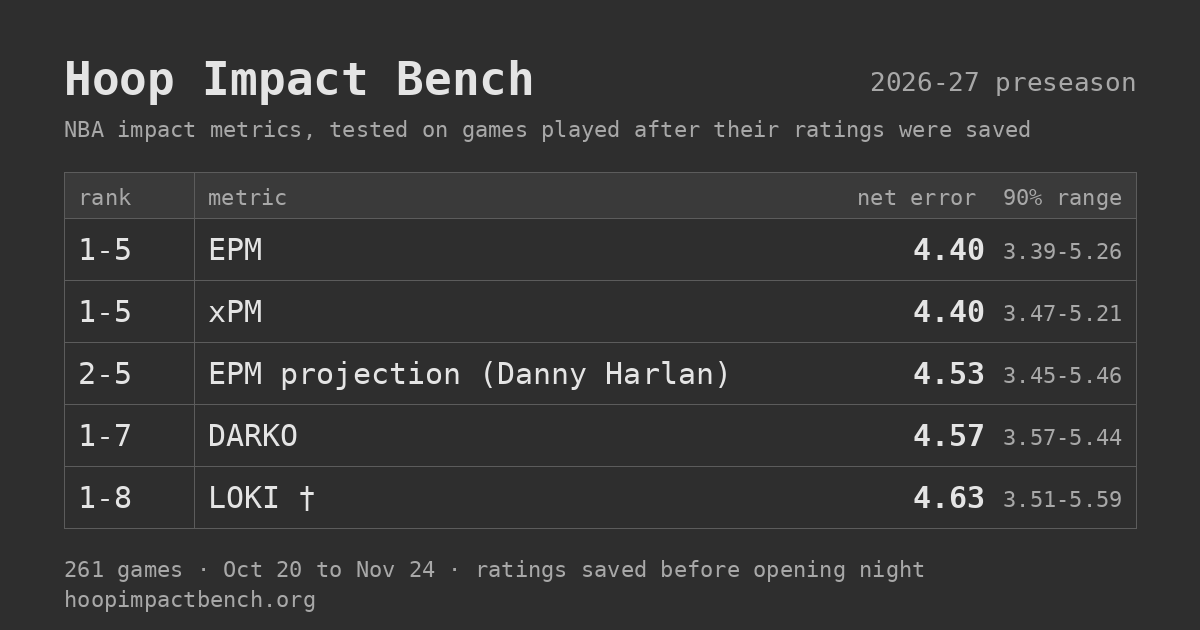 Hoop Impact Bench 2026-27 preseason
NBA impact metrics, tested on games played after their ratings were saved
rank metric net error 90% range
1-5 EPM 4.40 3.39-5.26
1-5 xPM 4.40 3.47-5.21
2-5 EPM projection (Danny Harlan) 4.53 3.45-5.46
1-7 DARKO 4.57 3.57-5.44
1-8 LOKI † 4.63 3.51-5.59
261 games · Oct 20 to Nov 24 · ratings saved before opening night
hoopimpactbench.org